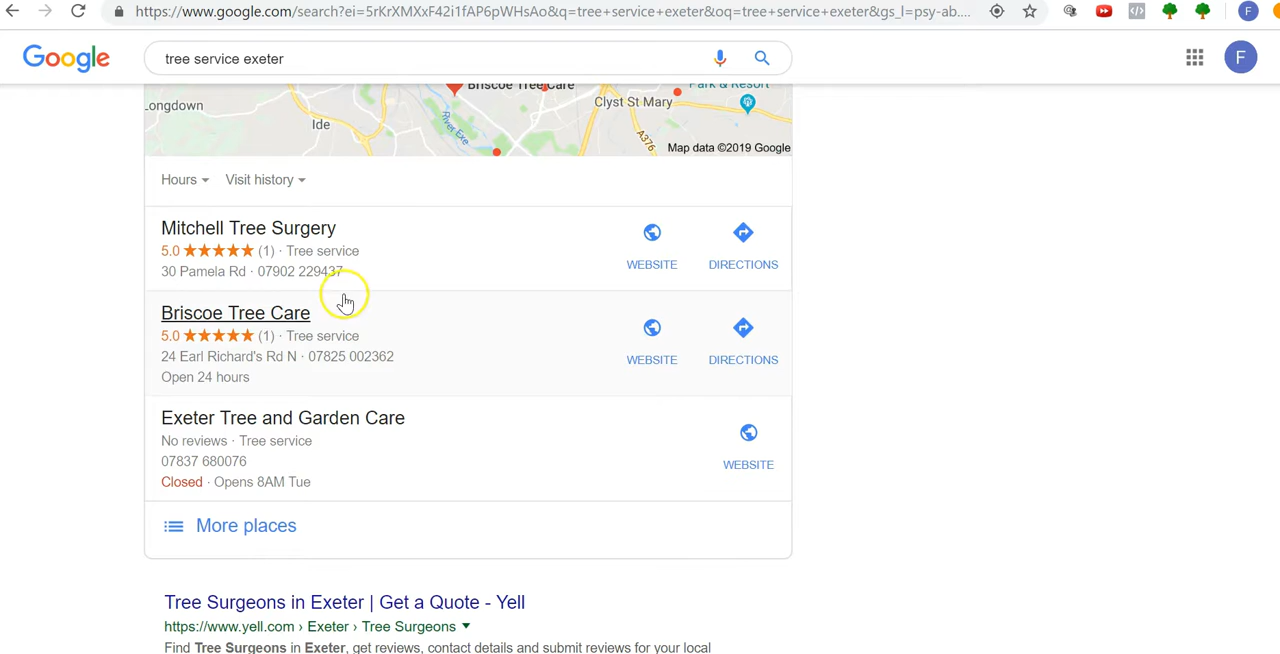 https://www.google.com/search?ei=5rKrXMXxF42i1fAP6pWHsAo&q=tree+service+exeter&oq=tree+service+exeter&gs_l=psy-ab....
F
Google
tree service exeter
F
Briscoe Tree Care
Park & Resort
Longdown
Clyst St Mary
Ide
River Exe
A376
Map data ©2019 Google
Hours
Visit history
Mitchell Tree Surgery
5.0 (1) · Tree service
30 Pamela Rd · 07902 229437
WEBSITE
DIRECTIONS
Briscoe Tree Care
5.0 (1) · Tree service
24 Earl Richard's Rd N · 07825 002362
Open 24 hours
WEBSITE
DIRECTIONS
Exeter Tree and Garden Care
No reviews · Tree service
07837 680076
Closed · Opens 8AM Tue
WEBSITE
More places
Tree Surgeons in Exeter | Get a Quote - Yell
https://www.yell.com › Exeter › Tree Surgeons
Find Tree Surgeons in Exeter, get reviews, contact details and submit reviews for your local